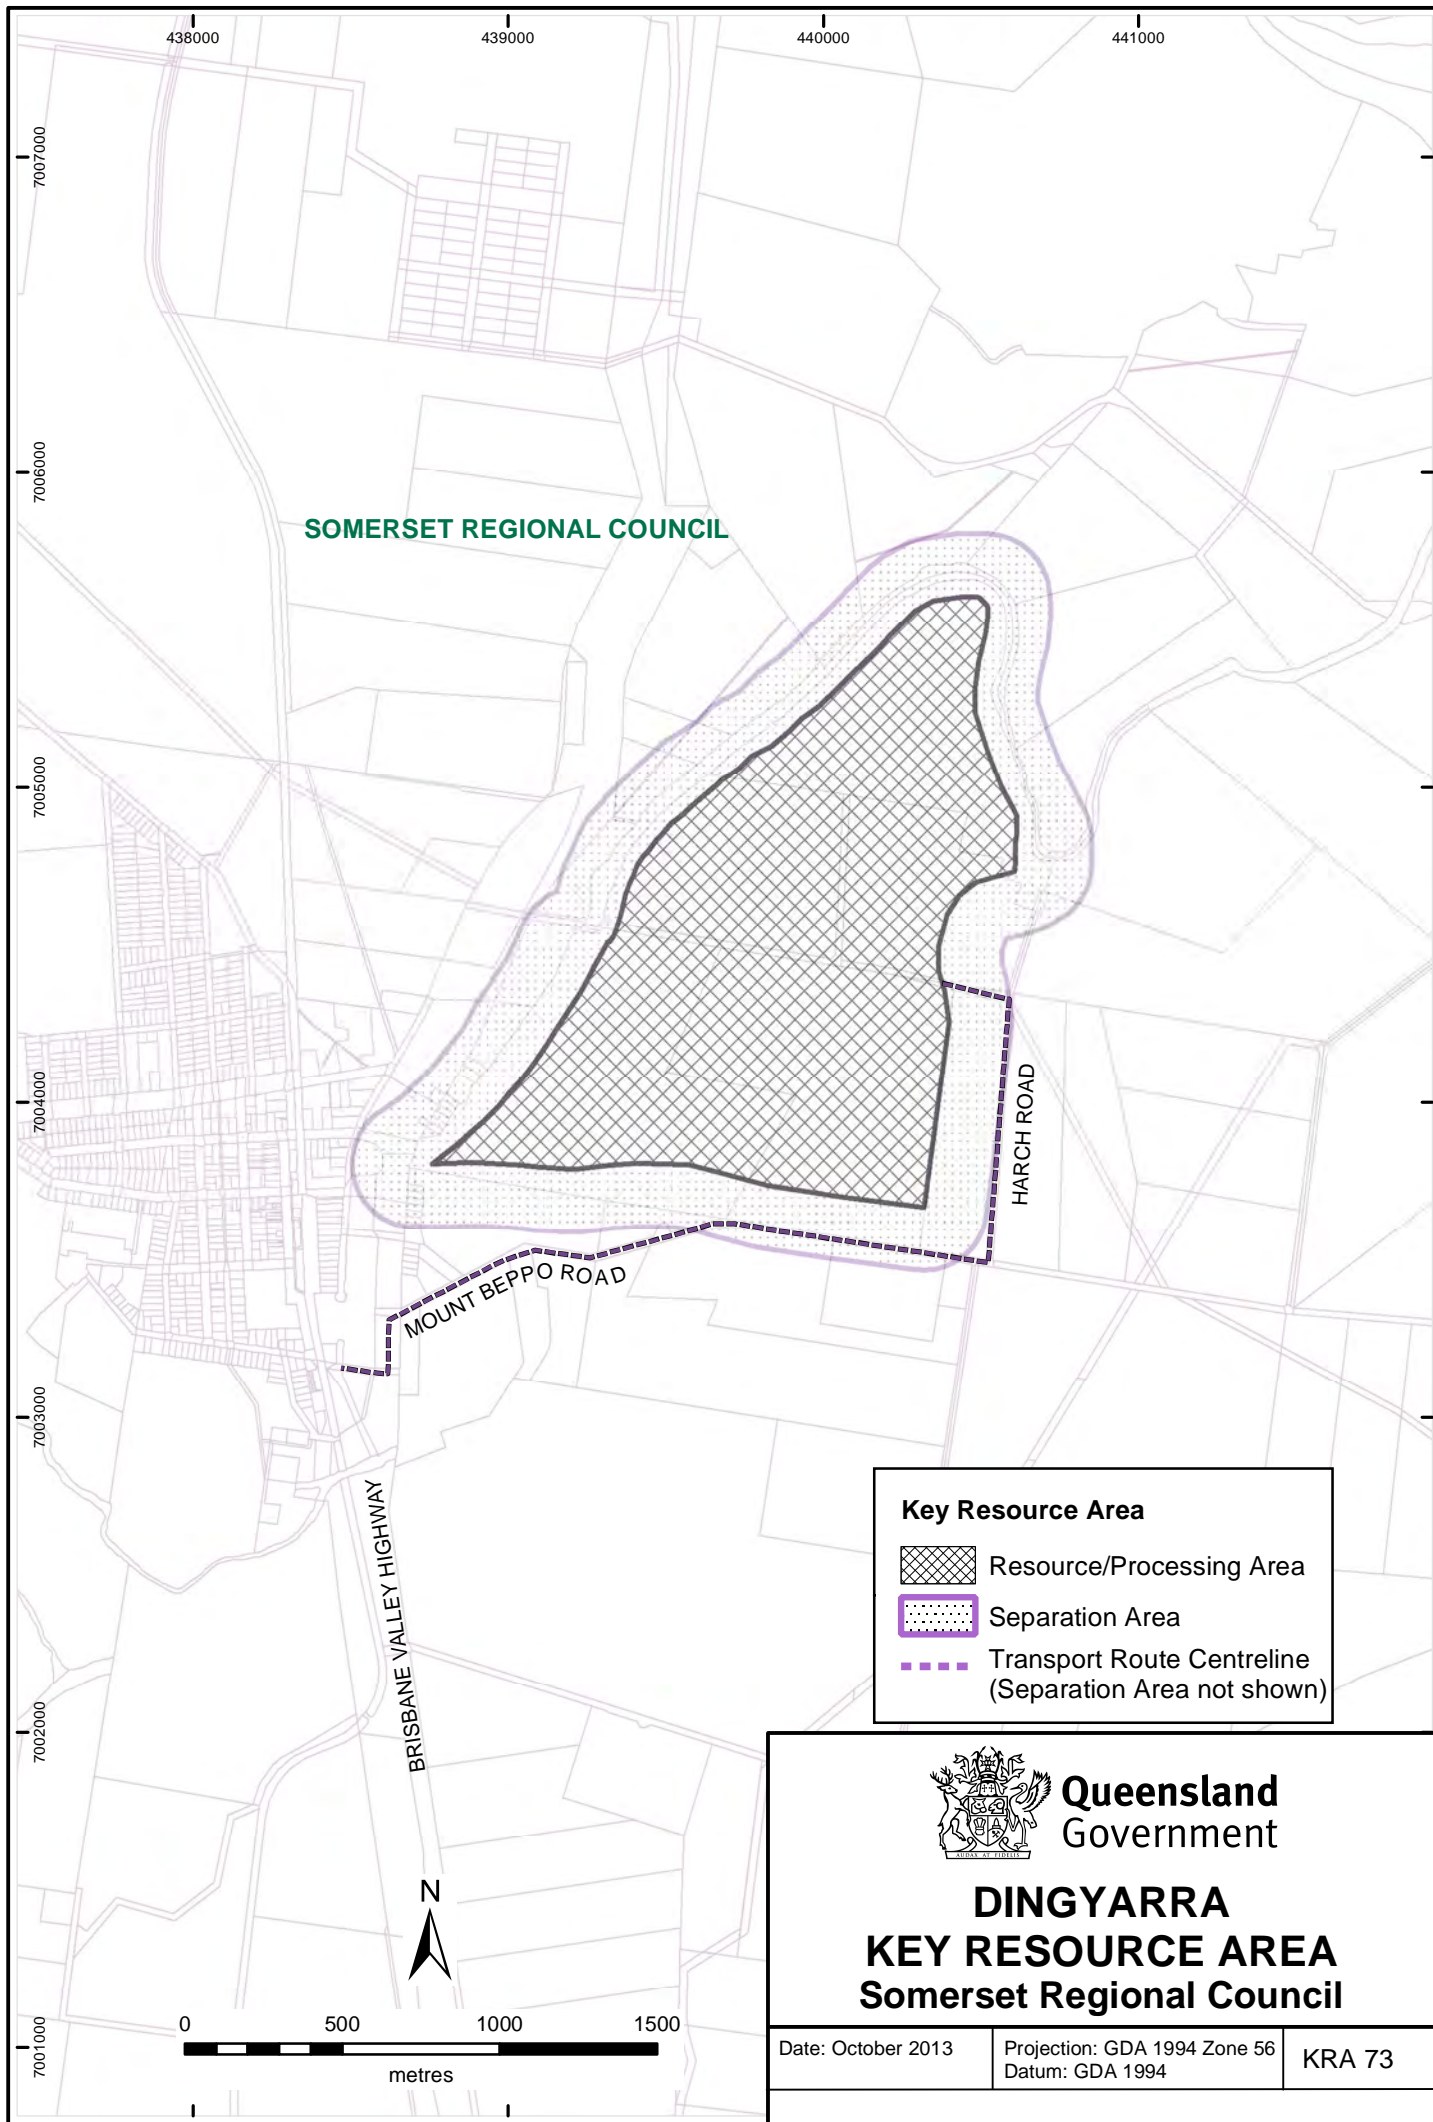 438000
439000
440000
441000
7007000
7006000
7005000
7004000
7003000
7002000
7001000
SOMERSET REGIONAL COUNCIL
HARCH ROAD
MOUNT BEPPO ROAD
BRISBANE VALLEY HIGHWAY
Key Resource Area
Resource/Processing Area
Separation Area
Transport Route Centreline
(Separation Area not shown)
N
0 500 1000 1500
metres
AUDAX AT FIDELIS
Queensland
Government
DINGYARRA
KEY RESOURCE AREA
Somerset Regional Council
Date: October 2013
Projection: GDA 1994 Zone 56
Datum: GDA 1994
KRA 73